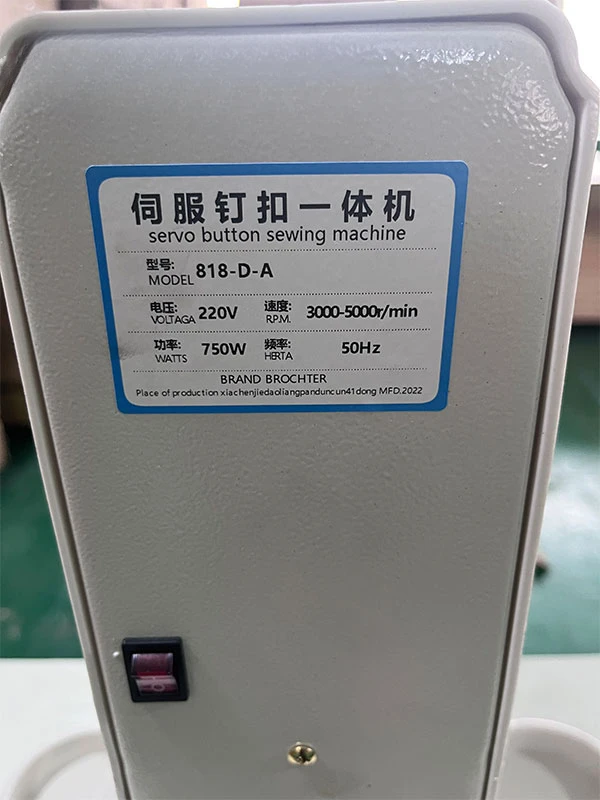 伺服钉扣一体机
servo button sewing machine
型号: MODEL 818-D-A
电压: VOLTAGA 220V 速度: R.P.M. 3000-5000r/min
功率: WATTS 750W 频率: HERTA 50Hz
BRAND BROCHTER
Place of production xiachenjiedaoliangpanduncun41dong MFD.2022